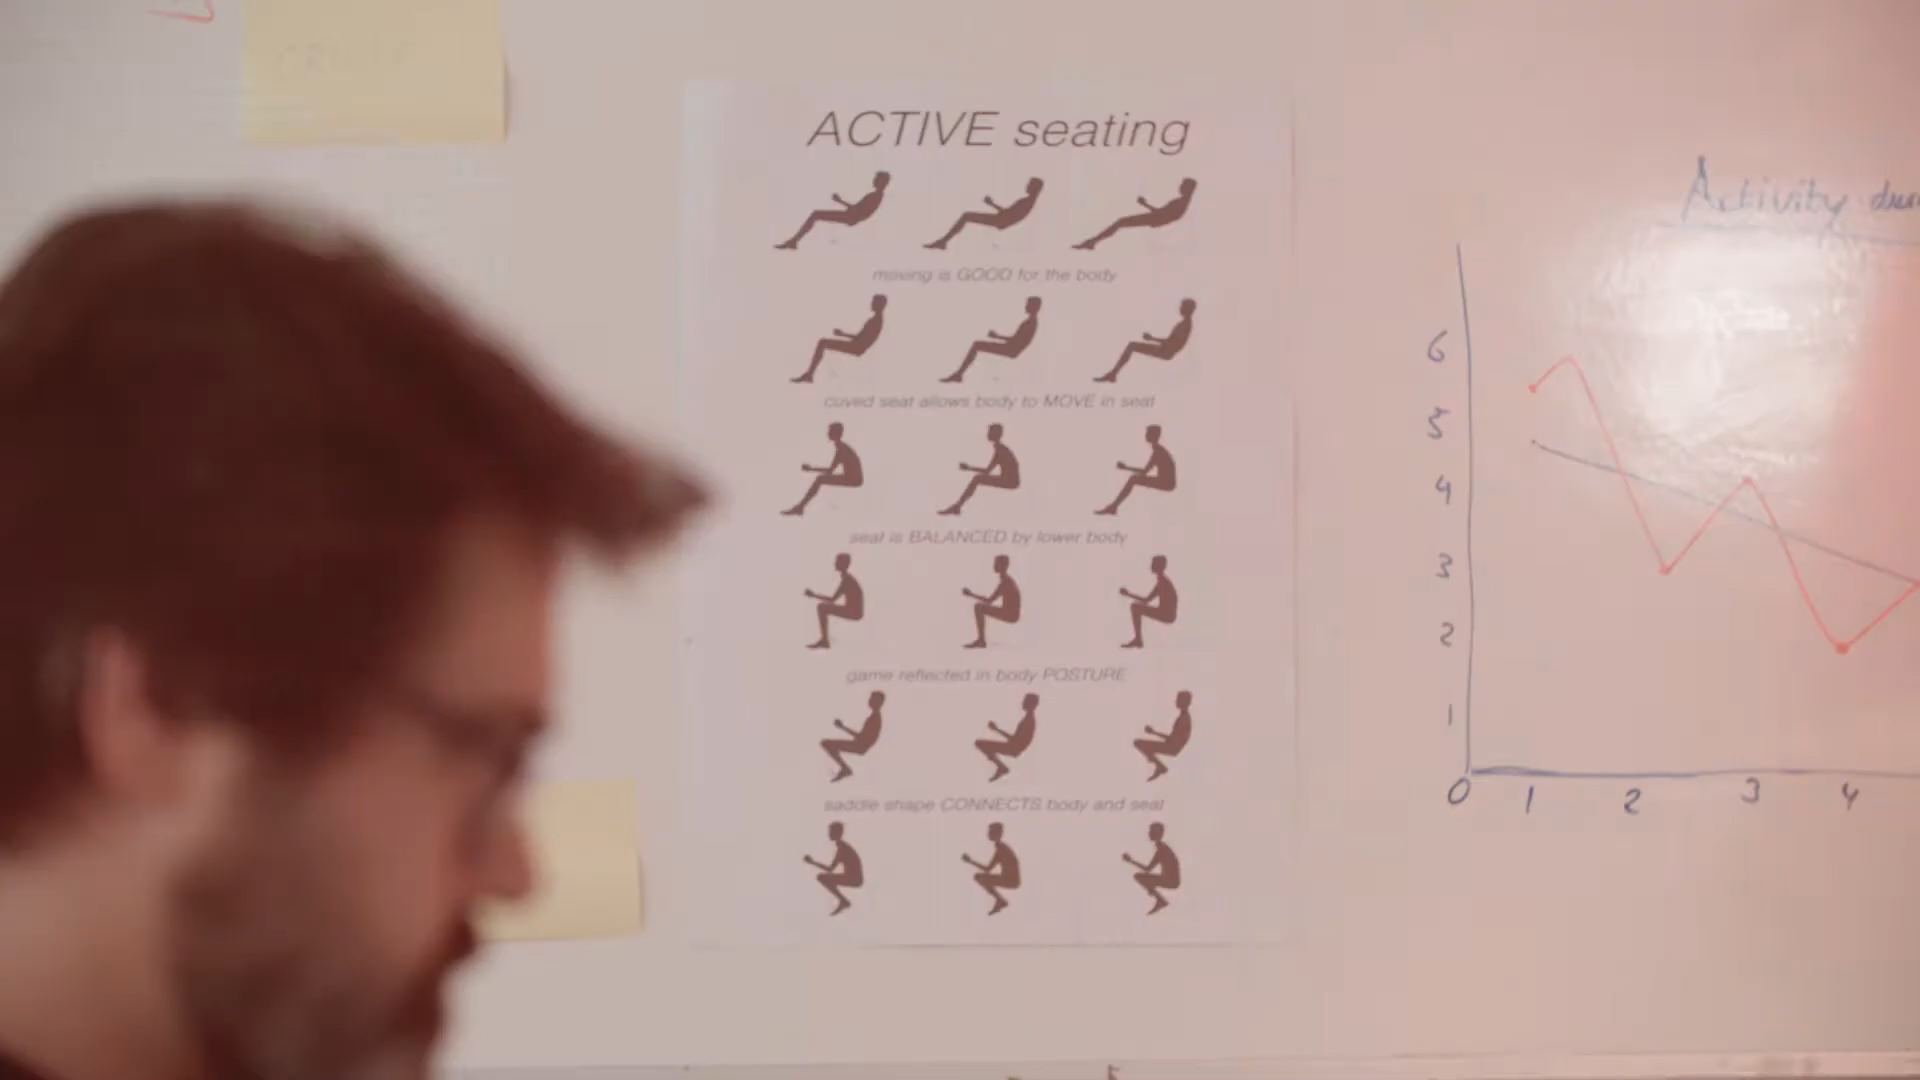 ACTIVE seating
moving is GOOD for the body
cuved seat allows body to MOVE in seat
seat is BALANCED by lower body
game reflected in body POSTURE
saddle shape CONNECTS body and seat
Activity
6
5
4
3
2
1
0 1 2 3 4